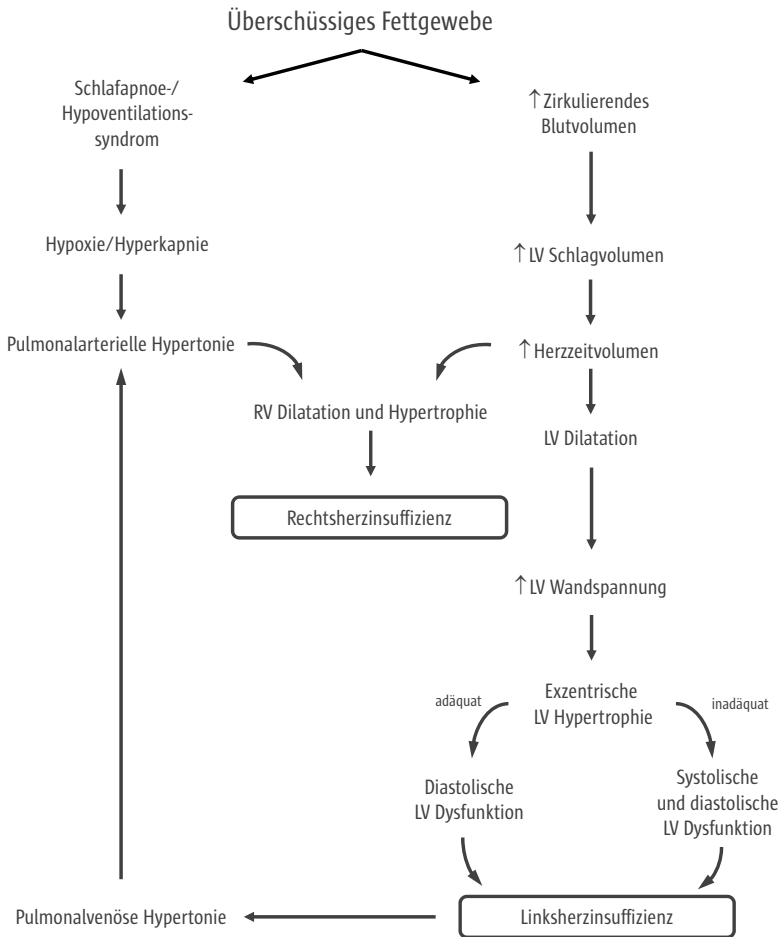 Überschüssiges Fettgewebe
Schlafapnoe-/
Hypoventilations-
syndrom
↑Zirkulierendes
Blutvolumen
Hypoxie/Hyperkapnie
↑LV Schlagvolumen
Pulmonalarterielle Hypertonie
↑Herzzeitvolumen
RV Dilatation und Hypertrophie
LV Dilatation
Rechtsherzinsuffizienz
↑LV Wandspannung
adäquat
Exzentrische
LV Hypertrophie
inadäquat
Diastolische
LV Dysfunktion
Systolische
und diastolische
LV Dysfunktion
Pulmonalvenöse Hypertonie
Linksherzinsuffizienz